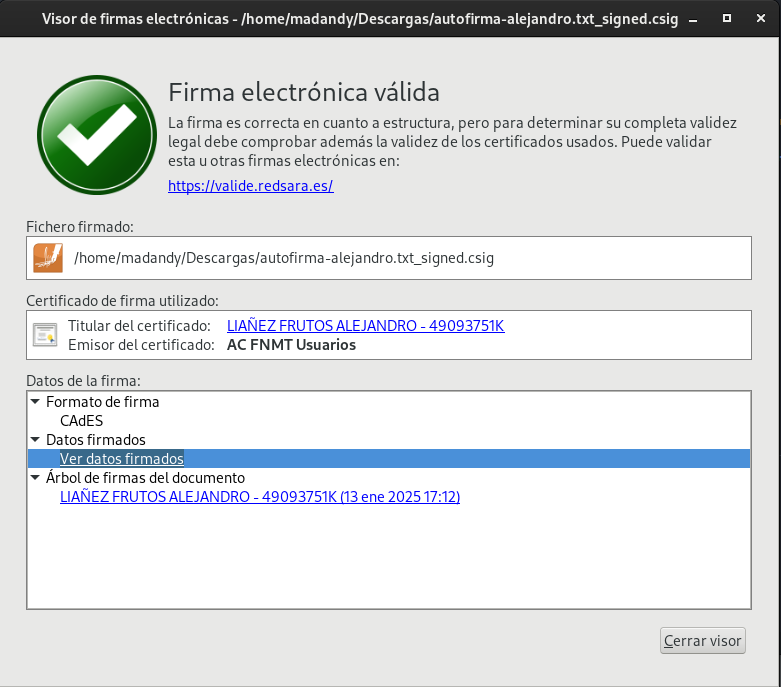 Visor de firmas electrónicas - /home/madandy/Descargas/autofirma-alejandro.txt_signed.csig
Firma electrónica válida
La firma es correcta en cuanto a estructura, pero para determinar su completa validez
legal debe comprobar además la validez de los certificados usados. Puede validar
esta u otras firmas electrónicas en:
https://valide.redsara.es/
Fichero firmado:
/home/madandy/Descargas/autofirma-alejandro.txt_signed.csig
Certificado de firma utilizado:
Titular del certificado: LIAÑEZ FRUTOS ALEJANDRO - 49093751K
Emisor del certificado: AC FNMT Usuarios
Datos de la firma:
Formato de firma
CAdES
Datos firmados
Ver datos firmados
Árbol de firmas del documento
LIAÑEZ FRUTOS ALEJANDRO - 49093751K (13 ene 2025 17:12)
Cerrar visor